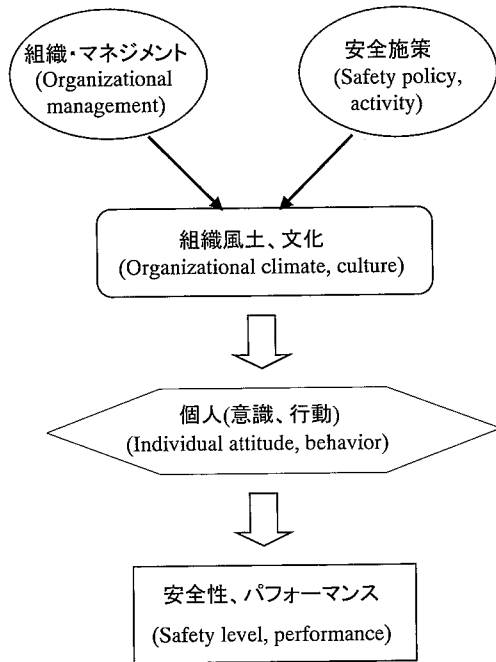 組織・マネジメント
(Organizational
management)
安全施策
(Safety policy,
activity)
組織風土、文化
(Organizational climate, culture)
個人(意識、行動)
(Individual attitude, behavior)
安全性、パフォーマンス
(Safety level, performance)